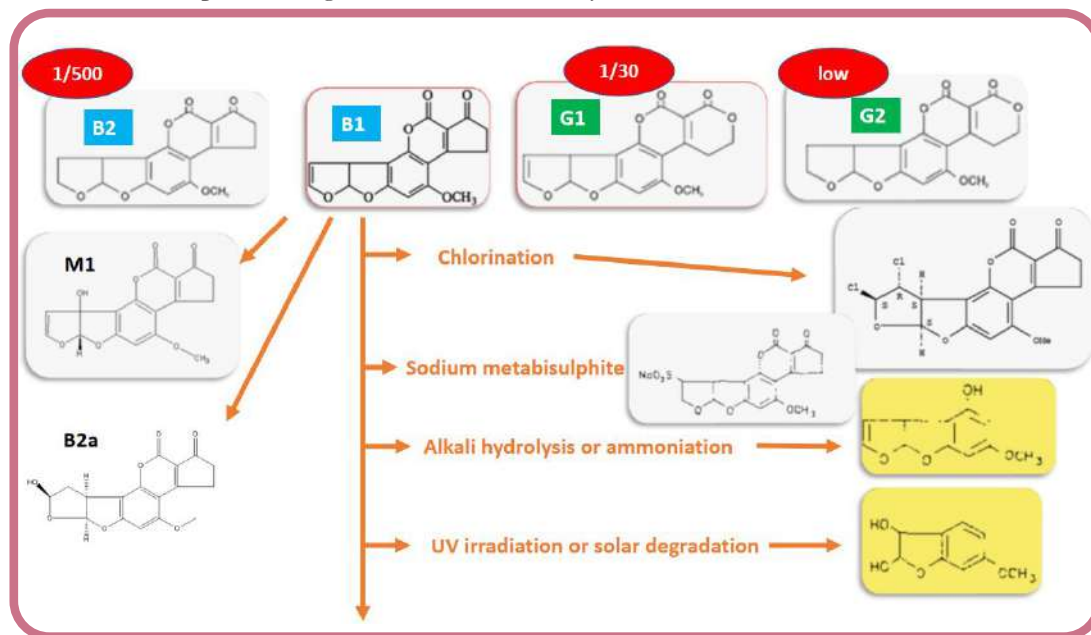 1/500
1/30
low
B2
B1
G1
G2
O O
O O
O O
O O
O
O
O
O
O O
OCH₃
O O
OCH₃
O O
OCH₃
O O
OCH₃
M1
Chlorination
O O
OH
O
O O
CH₃
H
O O
Cl
Cl
H
R
S
S
S
O
O O
H
OMe
Sodium metabisulphite
NaO₃S
O O
OCH₃
B2a
Alkali hydrolysis or ammoniation
OH
O O
OCH₃
O O
HO
H
O
O O
H
O
UV irradiation or solar degradation
HO
HO
O
OCH₃